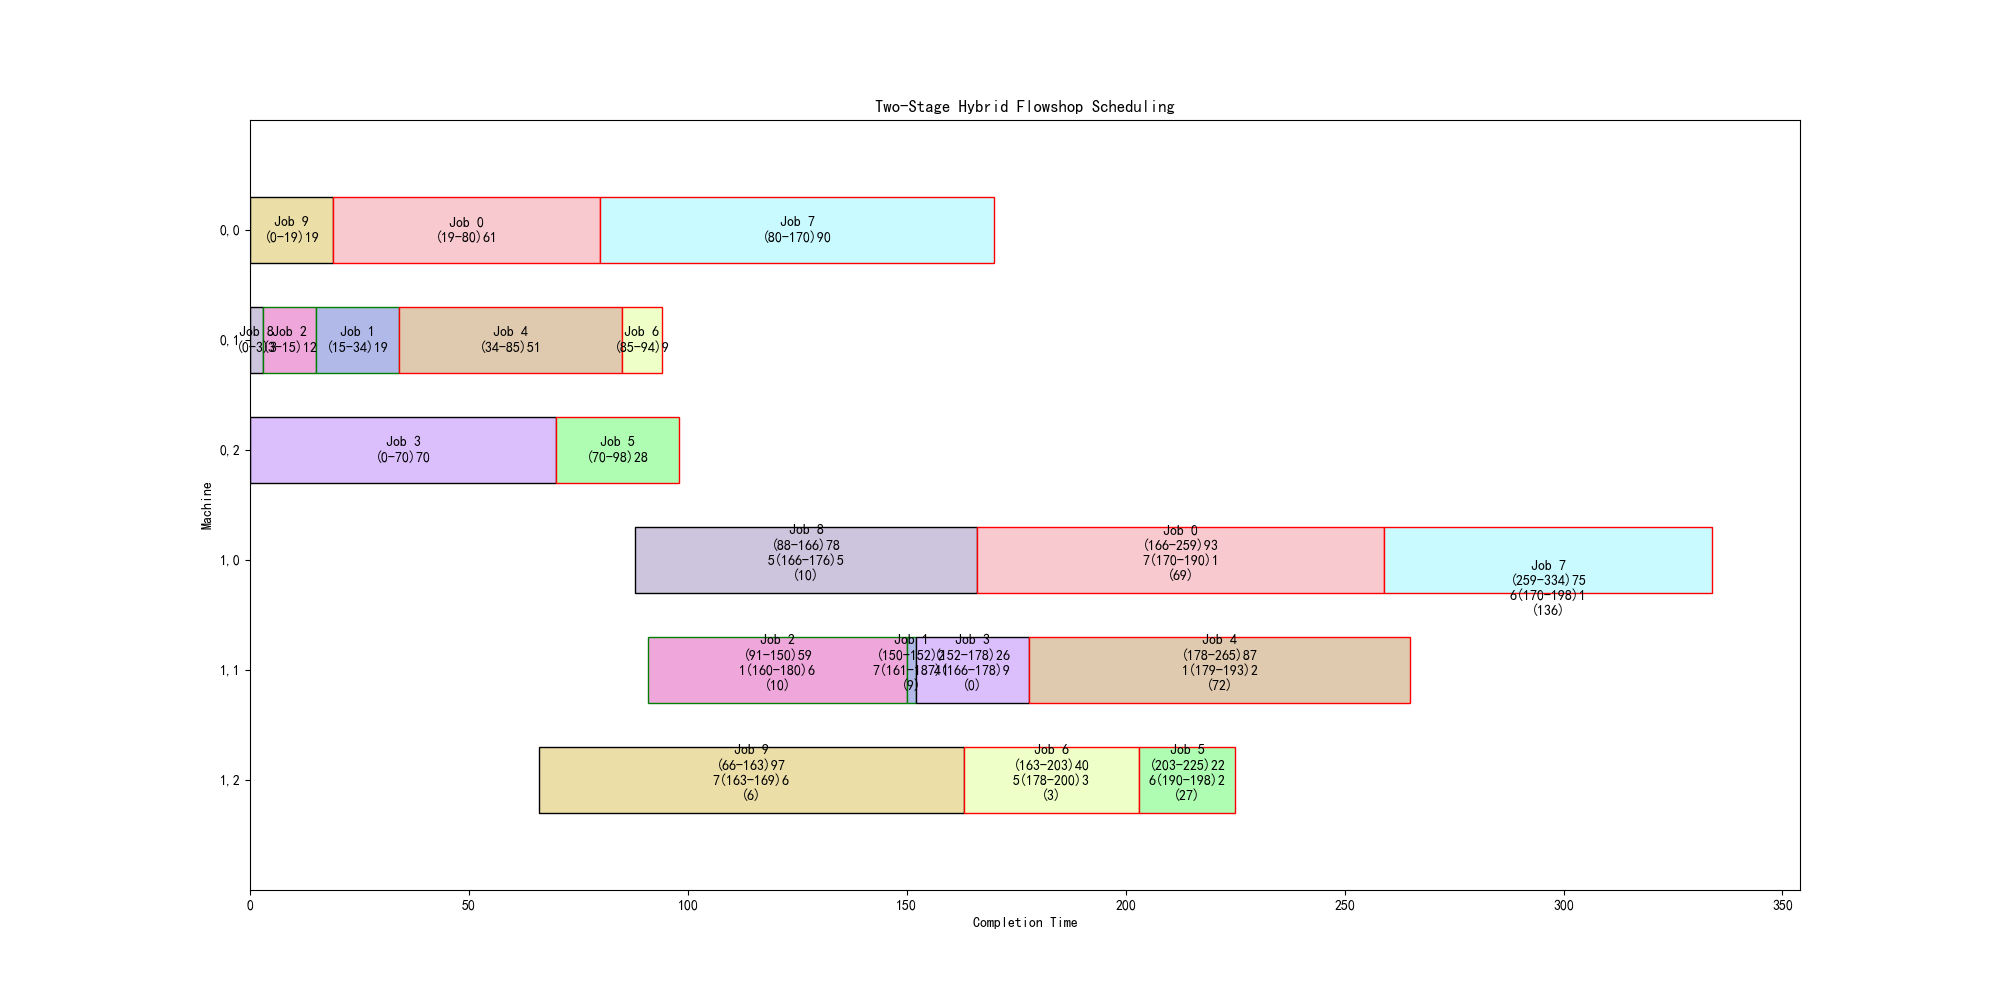 Two-Stage Hybrid Flowshop Scheduling
Machine
0,0
Job 9
(0-19)19
Job 0
(19-80)61
Job 7
(80-170)90
0,1
Job 8
(0-3)3
Job 2
(3-15)12
Job 1
(15-34)19
Job 4
(34-85)51
Job 6
(85-94)9
0,2
Job 3
(0-70)70
Job 5
(70-98)28
1,0
Job 8
(88-166)78
5(166-176)5
(10)
Job 0
(166-259)93
7(170-190)1
(69)
Job 7
(259-334)75
6(170-198)1
(136)
1,1
Job 2
(91-150)59
1(160-180)6
(10)
Job 1
(150-152)2
(9)
Job 3
(152-178)26
(0)
Job 4
(178-265)87
1(179-193)2
(72)
1,2
Job 9
(66-163)97
7(163-169)6
(6)
Job 6
(163-203)40
5(178-200)3
(3)
Job 5
(203-225)22
6(190-198)2
(27)
0
50
100
150
200
250
300
350
Completion Time